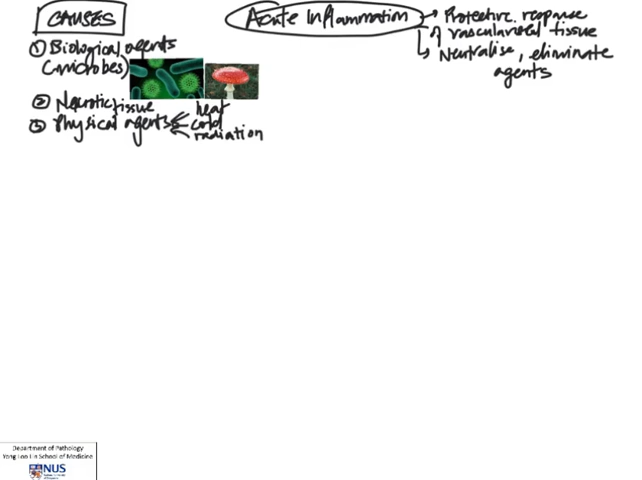 CAUSES
① Biological agents
(microbes)
② Necrotic tissue
③ Physical agents
heat
cold
radiation
Acute Inflammation
Protective response
of vascularised tissue
Neutralise, eliminate
agents
Department of Pathology
Yong Loo Lin School of Medicine
NUS